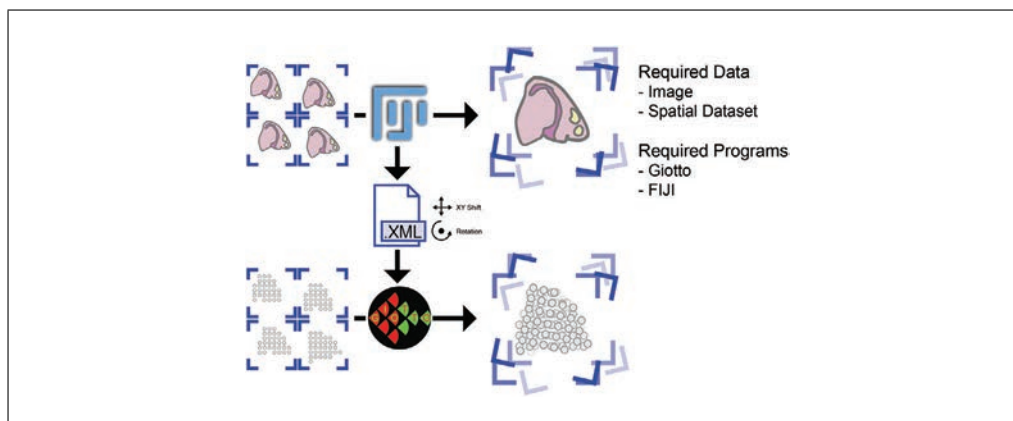 Required Data
- Image
- Spatial Dataset
Required Programs
- Giotto
- FIJI
XY Shift
.XML
Rotation